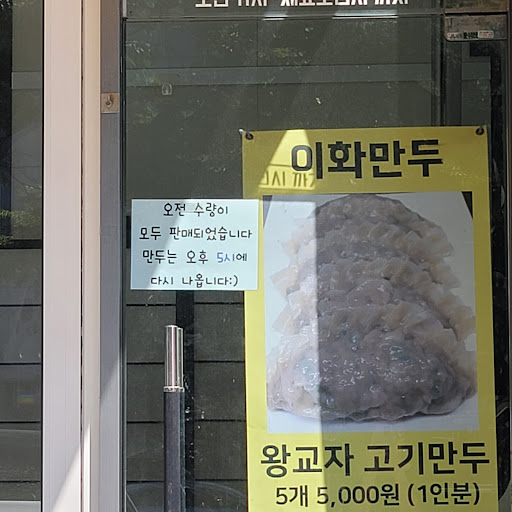 이화만두
오전 수량이
모두 판매되었습니다
만두는 오후 5시에
다시 나옵니다:)
왕교자 고기만두
5개 5,000원 (1인분)